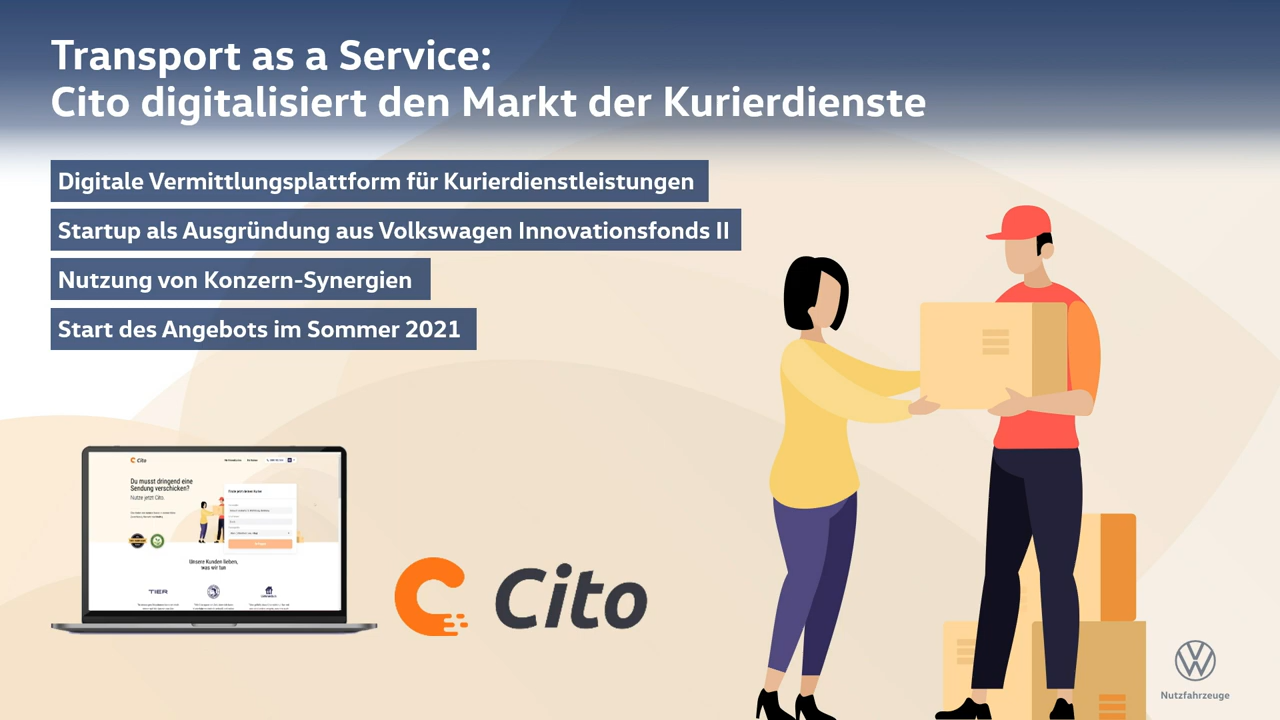 Transport as a Service:
Cito digitalisiert den Markt der Kurierdienste
Digitale Vermittlungsplattform für Kurierdienstleistungen
Startup als Ausgründung aus Volkswagen Innovationsfonds II
Nutzung von Konzern-Synergien
Start des Angebots im Sommer 2021
Cito
Du musst dringend eine
Sendung verschicken?
Nutze jetzt Cito.
Unsere Kunden lieben,
was wir tun
TIER
Cito
Nutzfahrzeuge